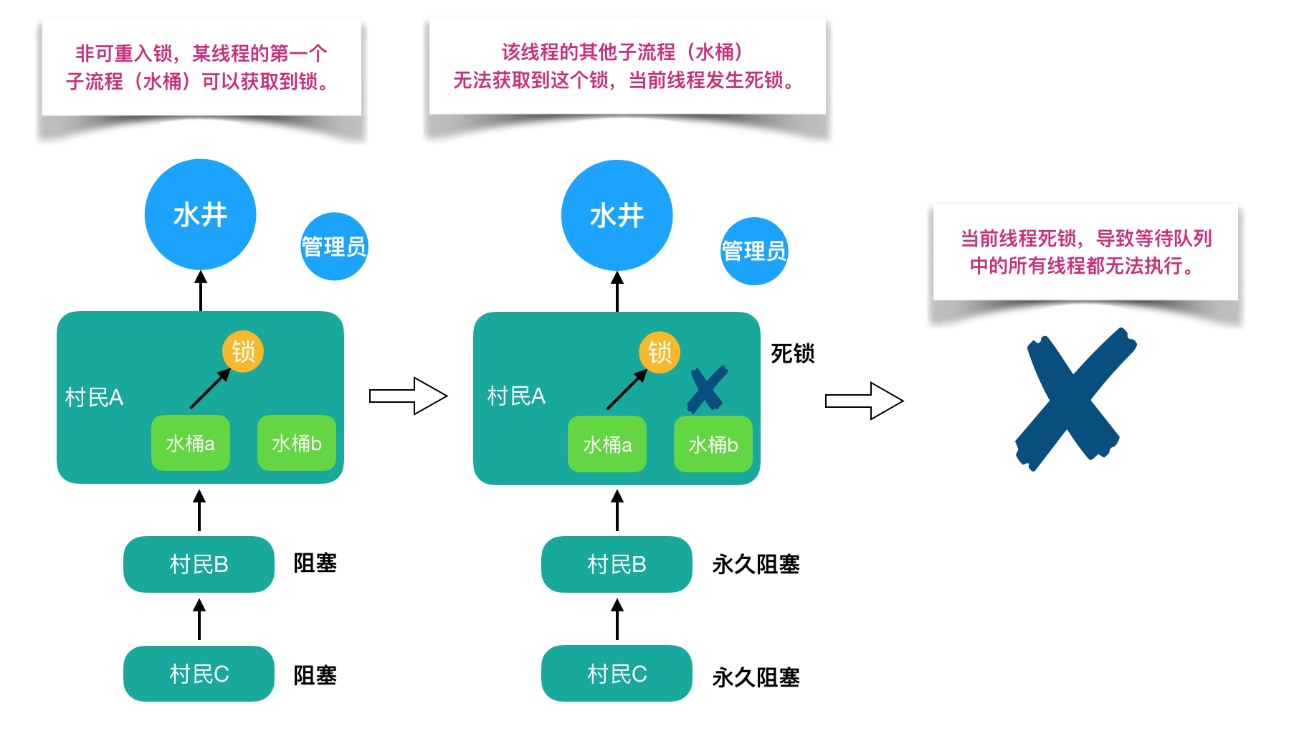 非可重入锁，某线程的第一个
子流程（水桶）可以获取到锁。
水井
管理员
锁
村民A
水桶a
水桶b
村民B
阻塞
村民C
阻塞
该线程的其他子流程（水桶）
无法获取到这个锁，当前线程发生死锁。
水井
管理员
锁
死锁
村民A
水桶a
水桶b
村民B
永久阻塞
村民C
永久阻塞
当前线程死锁，导致等待队列
中的所有线程都无法执行。